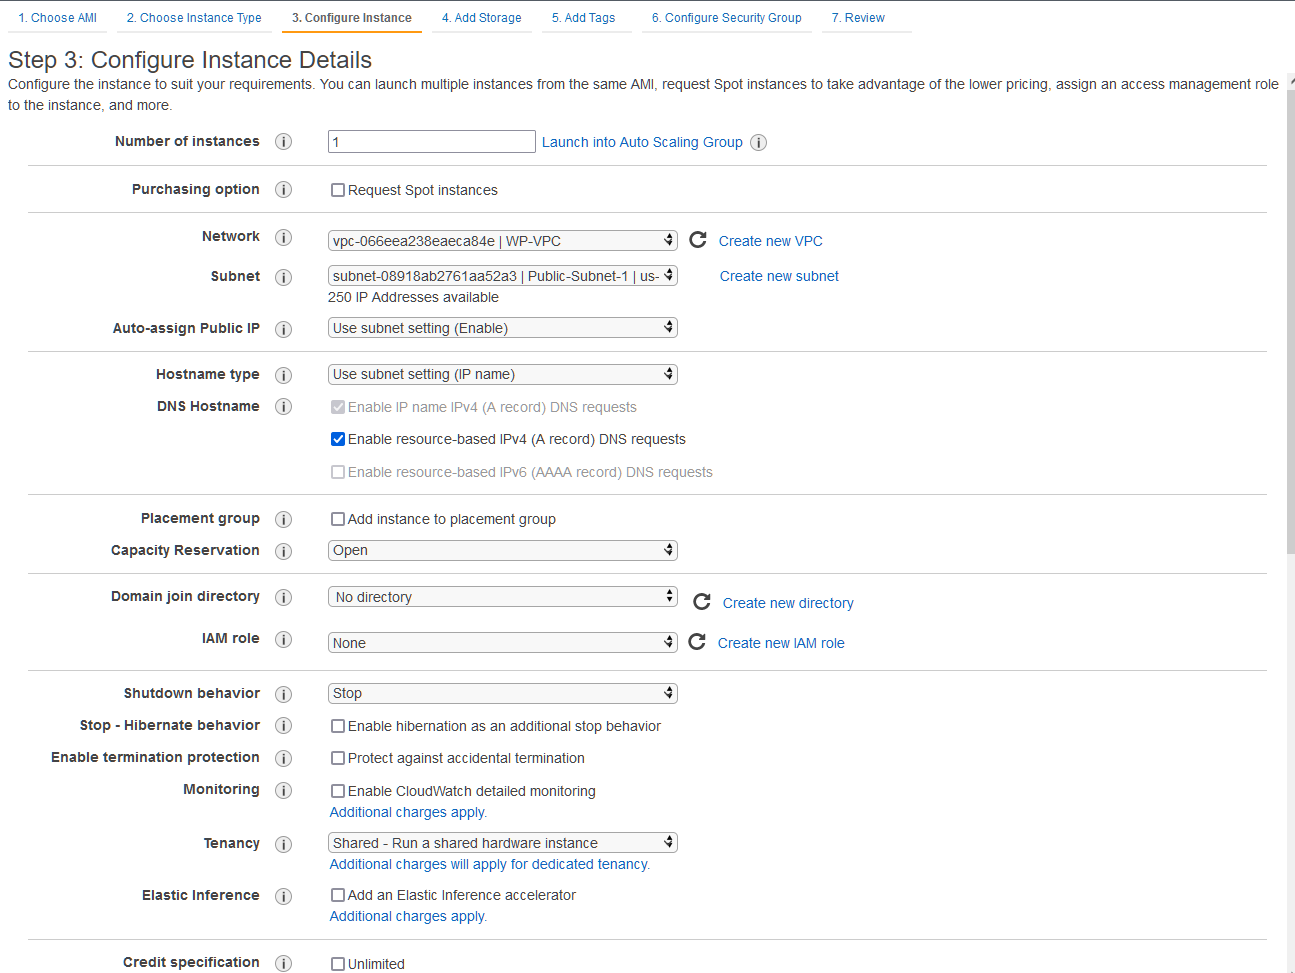 1. Choose AMI 2. Choose Instance Type 3. Configure Instance 4. Add Storage 5. Add Tags 6. Configure Security Group 7. Review
Step 3: Configure Instance Details
Configure the instance to suit your requirements. You can launch multiple instances from the same AMI, request Spot instances to take advantage of the lower pricing, assign an access management role
to the instance, and more.
Number of instances i 1 Launch into Auto Scaling Group i
Purchasing option i Request Spot instances
Network i vpc-066eea238eaeca84e | WP-VPC Create new VPC
Subnet i subnet-08918ab2761aa52a3 | Public-Subnet-1 | us- Create new subnet
250 IP Addresses available
Auto-assign Public IP i Use subnet setting (Enable)
Hostname type i Use subnet setting (IP name)
DNS Hostname i Enable IP name IPv4 (A record) DNS requests
Enable resource-based IPv4 (A record) DNS requests
Enable resource-based IPv6 (AAAA record) DNS requests
Placement group i Add instance to placement group
Capacity Reservation i Open
Domain join directory i No directory Create new directory
IAM role i None Create new IAM role
Shutdown behavior i Stop
Stop - Hibernate behavior i Enable hibernation as an additional stop behavior
Enable termination protection i Protect against accidental termination
Monitoring i Enable CloudWatch detailed monitoring
Additional charges apply.
Tenancy i Shared - Run a shared hardware instance
Additional charges will apply for dedicated tenancy.
Elastic Inference i Add an Elastic Inference accelerator
Additional charges apply.
Credit specification i Unlimited